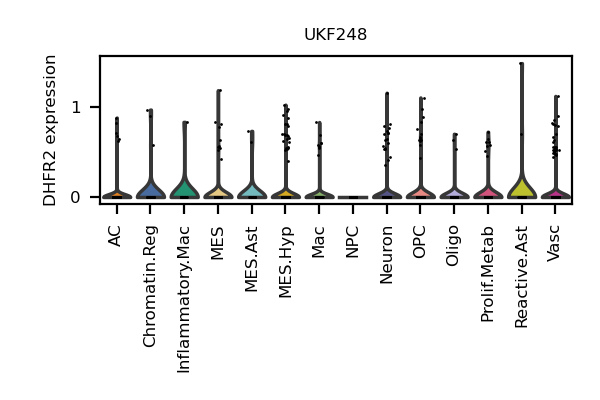 UKF248
DHFR2 expression
1
0
AC
Chromatin.Reg
Inflammatory.Mac
MES
MES.Ast
MES.Hyp
Mac
NPC
Neuron
OPC
Oligo
Prolif.Metab
Reactive.Ast
Vasc